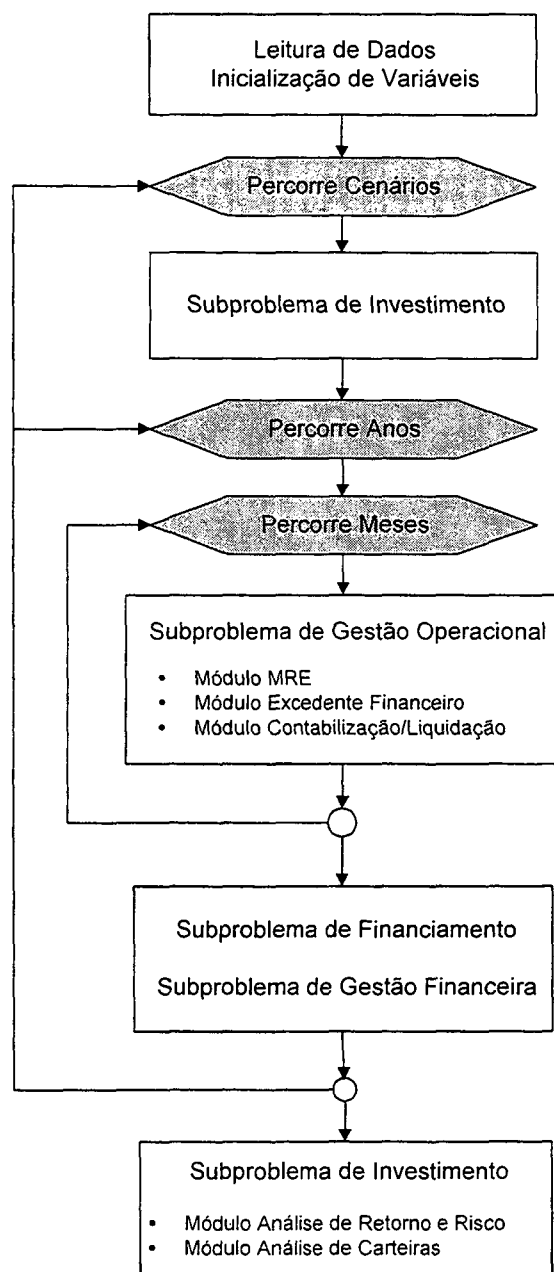 Leitura de Dados
Inicialização de Variáveis
Percorre Cenários
Subproblema de Investimento
Percorre Anos
Percorre Meses
Subproblema de Gestão Operacional
• Módulo MRE
• Módulo Excedente Financeiro
• Módulo Contabilização/Liquidação
Subproblema de Financiamento
Subproblema de Gestão Financeira
Subproblema de Investimento
• Módulo Análise de Retorno e Risco
• Módulo Análise de Carteiras